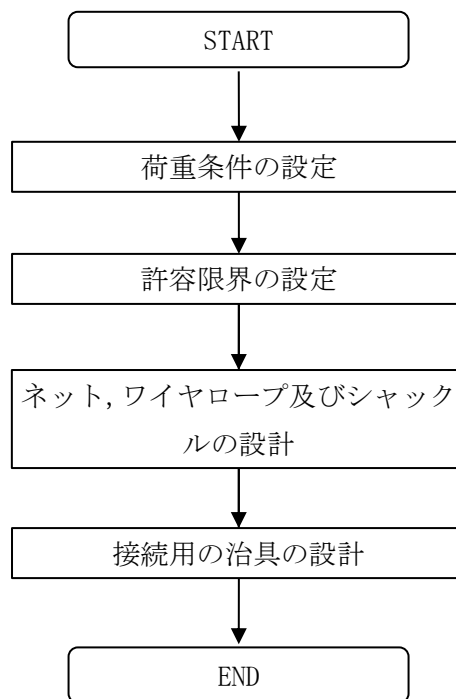 START
荷重条件の設定
許容限界の設定
ネット,ワイヤロープ及びシャック
ルの設計
接続用の治具の設計
END